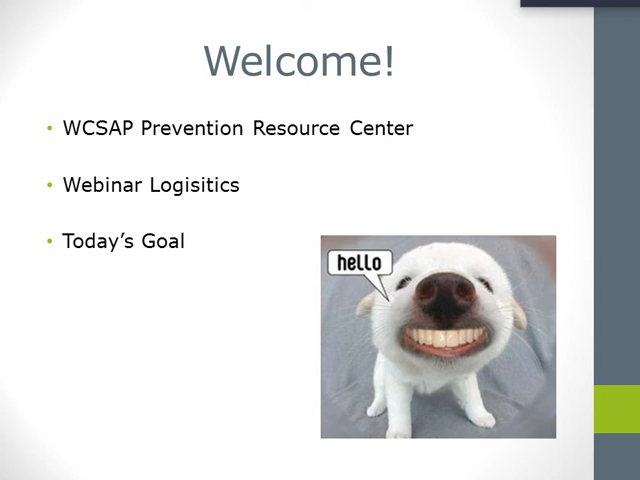 Welcome!
• WCSAP Prevention Resource Center
• Webinar Logisitics
• Today’s Goal
hello